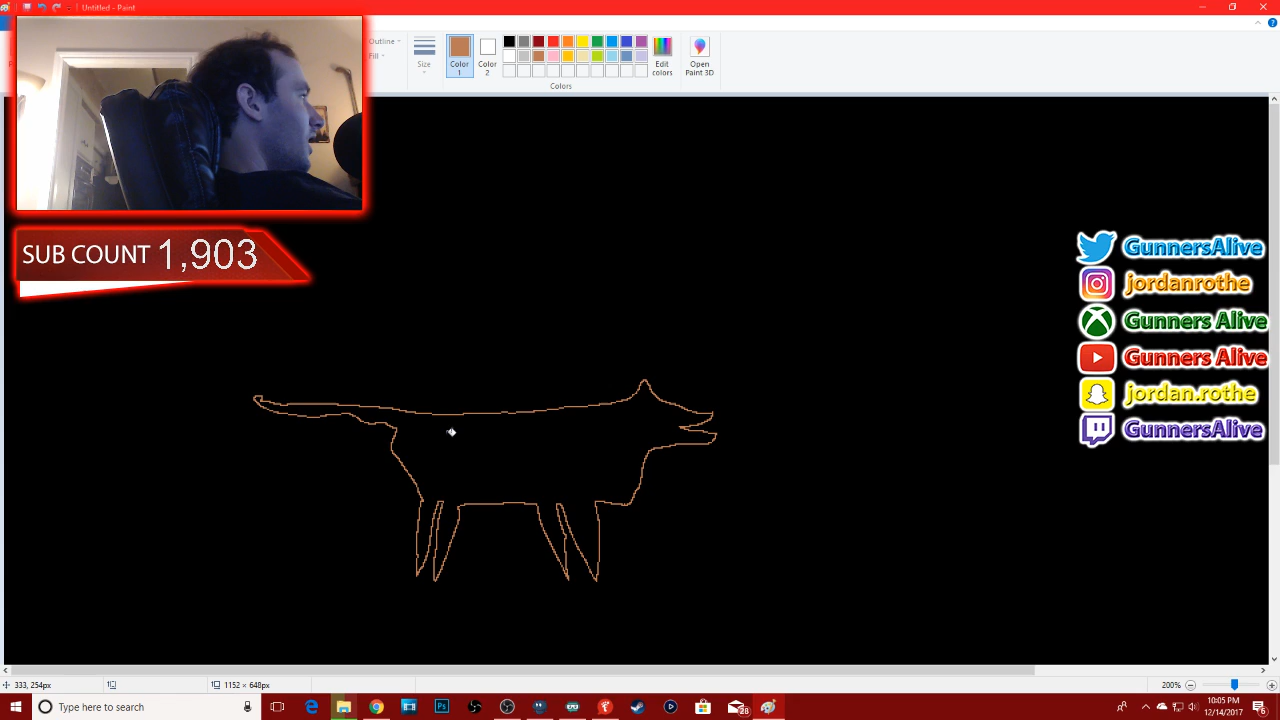 Untitled - Paint
Outline
Fill
Size
Color 1
Color 2
Edit colors
Open Paint 3D
Colors
SUB COUNT 1,903
GunnersAlive
jordanrothe
Gunners Alive
Gunners Alive
jordan.rothe
GunnersAlive
333, 254px
1152 × 648px
200%
Type here to search
28
10:05 PM
12/14/2017
6